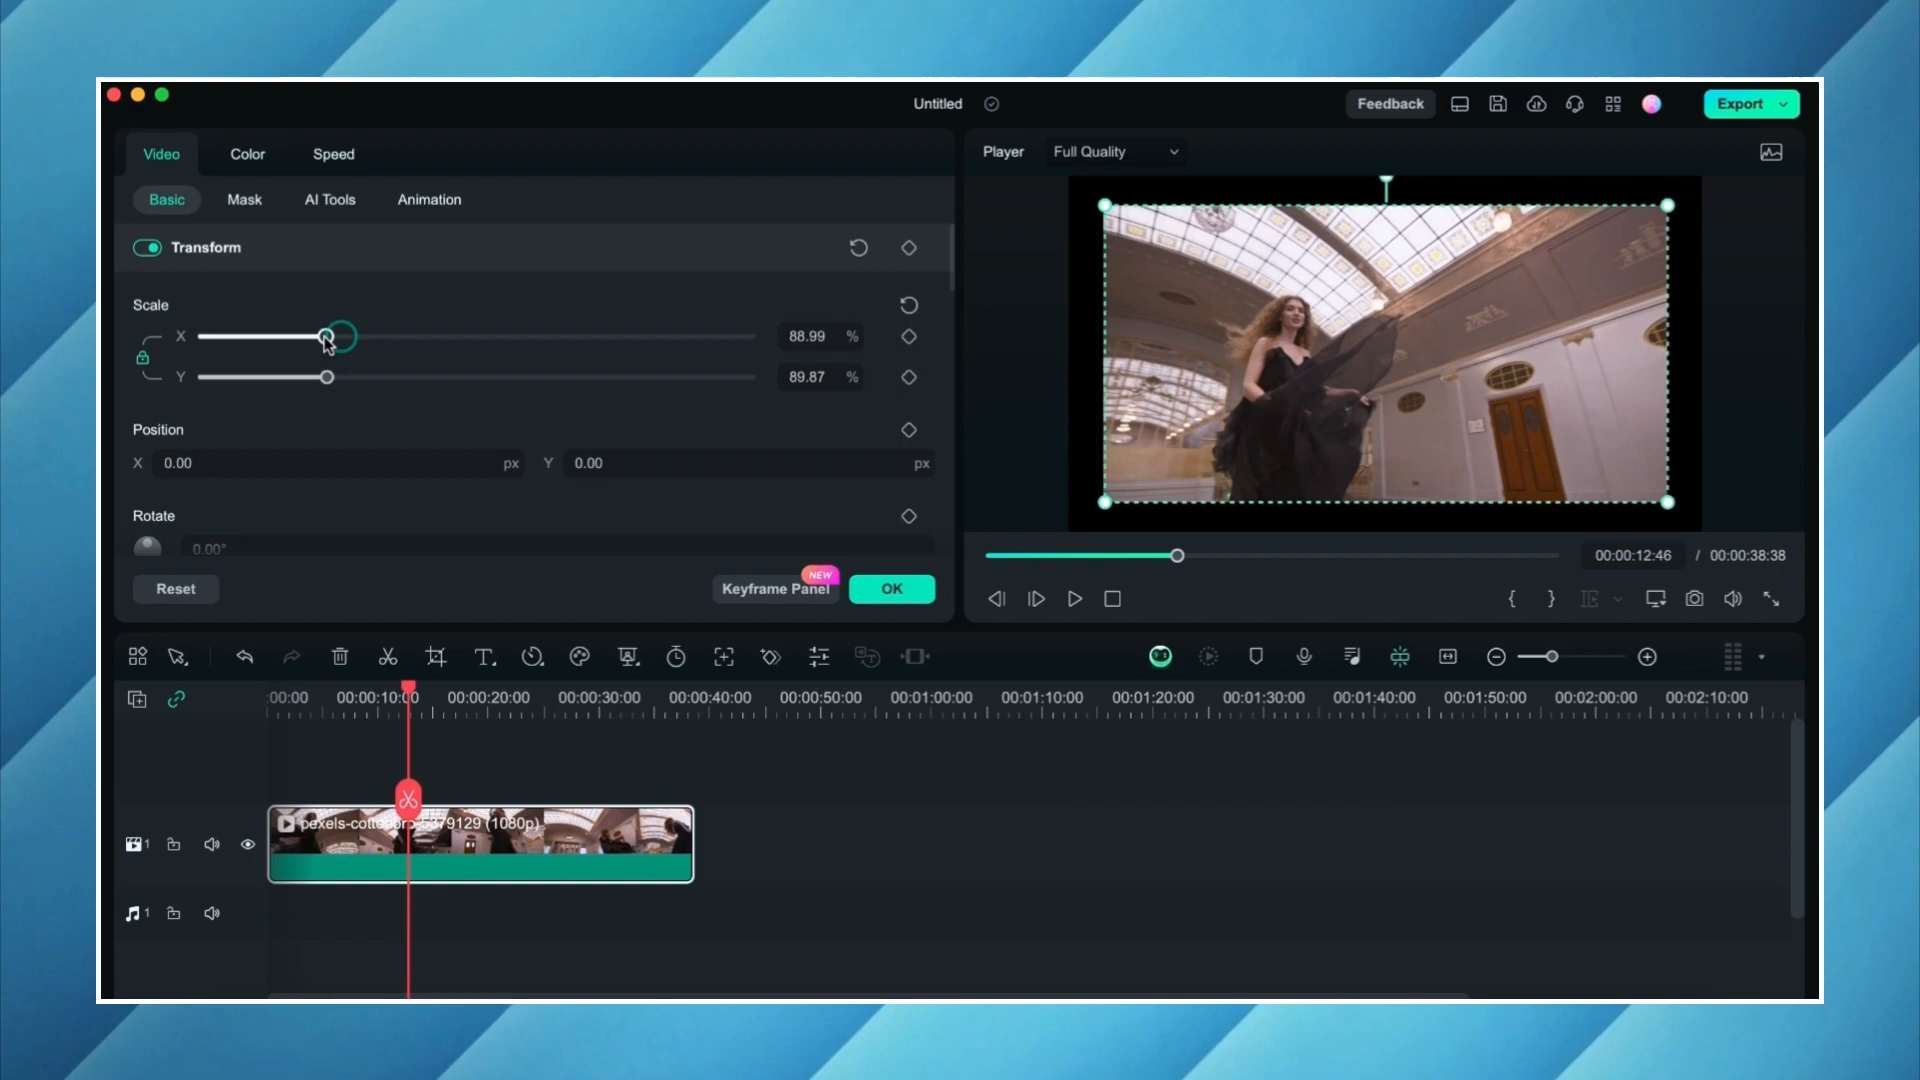 Untitled
Feedback
Export
Video Color Speed
Player Full Quality
Basic Mask AI Tools Animation
Transform
Scale
X 88.99 %
Y 89.87 %
Position
X 0.00 px Y 0.00 px
Rotate
0.00°
00:00:12:46 / 00:00:38:38
NEW
Reset Keyframe Panel OK
:00:00 00:00:10:00 00:00:20:00 00:00:30:00 00:00:40:00 00:00:50:00 00:01:00:00 00:01:10:00 00:01:20:00 00:01:30:00 00:01:40:00 00:01:50:00 00:02:00:00 00:02:10:00
pexels-cottonbro-5379129 (1080p)
1
1